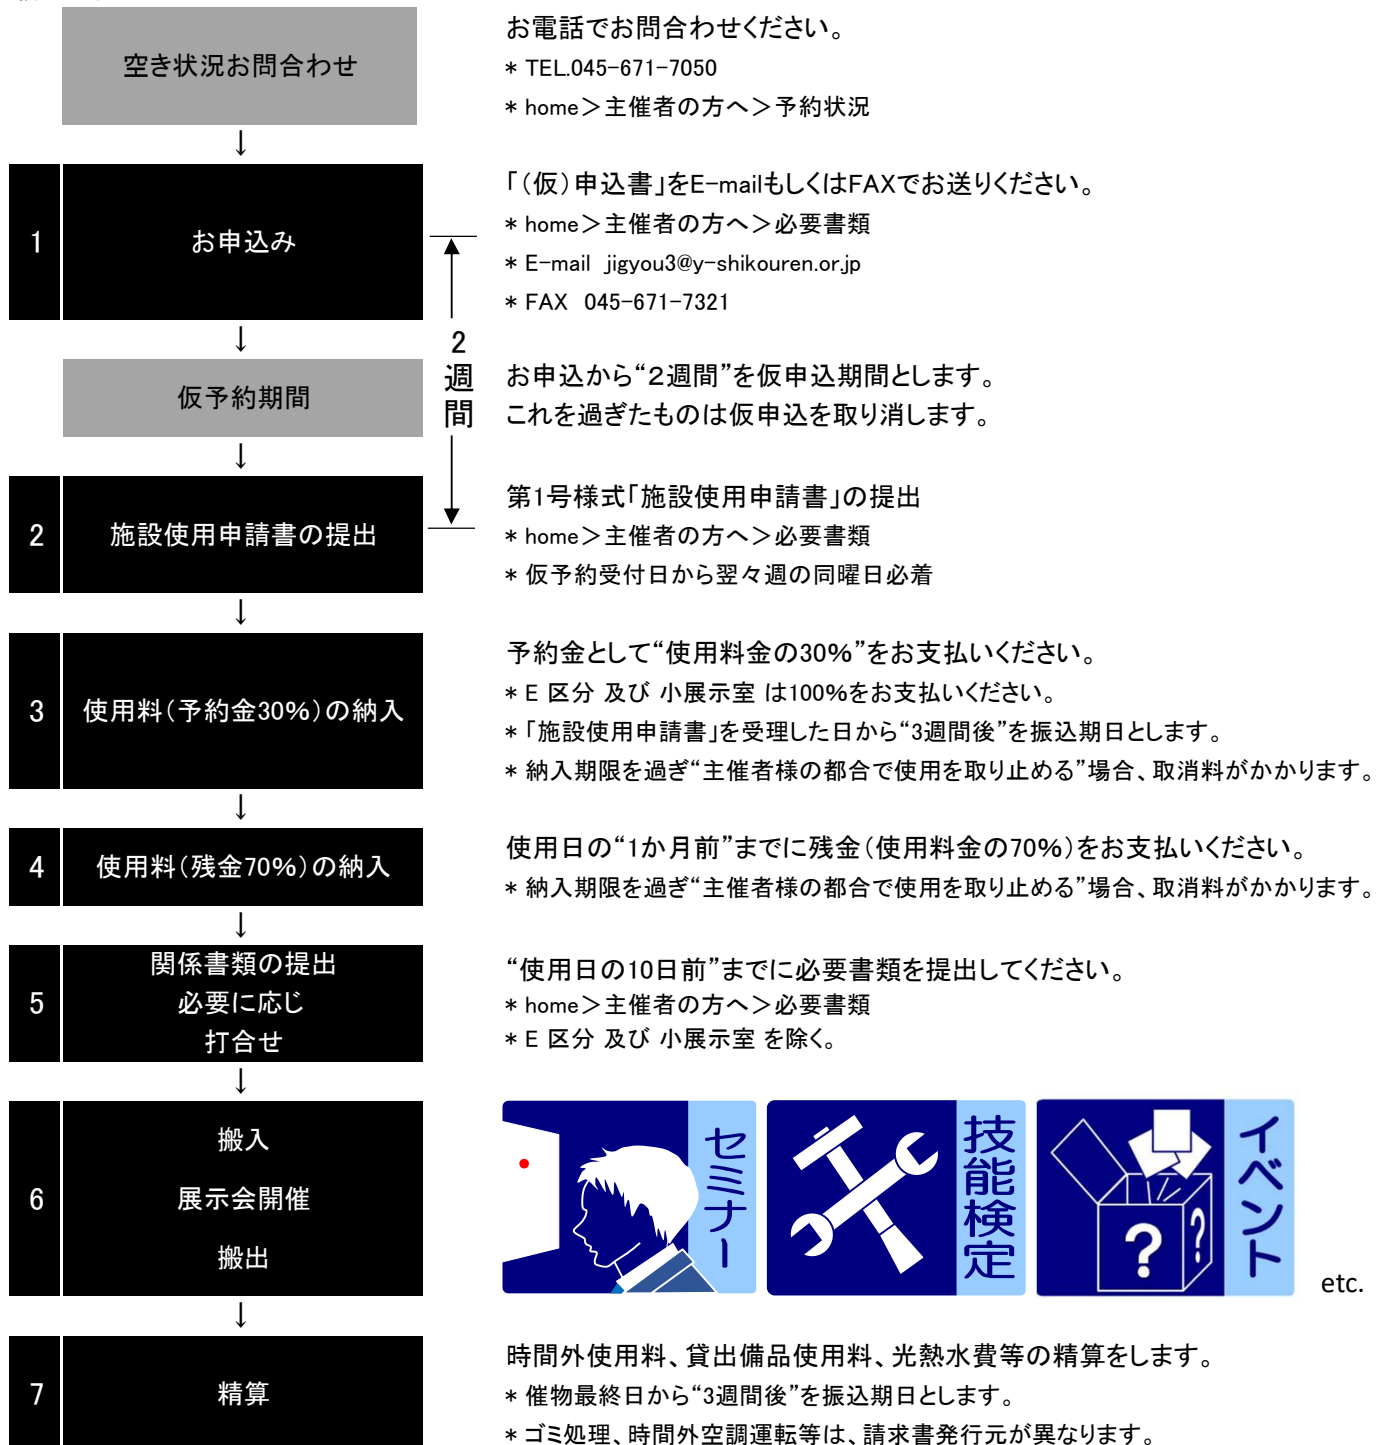 空き状況お問合わせ
お電話でお問合わせください。
* TEL.045-671-7050
* home＞主催者の方へ＞予約状況
↓
1
お申込み
「（仮）申込書」をE-mailもしくはFAXでお送りください。
* home＞主催者の方へ＞必要書類
* E-mail jigyou3@y-shikouren.or.jp
* FAX 045-671-7321
↓
2週間
仮予約期間
お申込から“２週間”を仮申込期間とします。
これを過ぎたものは仮申込を取り消します。
↓
2
施設使用申請書の提出
第1号様式「施設使用申請書」の提出
* home＞主催者の方へ＞必要書類
* 仮予約受付日から翌々週の同曜日必着
↓
3
使用料（予約金30%）の納入
予約金として“使用料金の30%”をお支払いください。
* E 区分 及び 小展示室 は100%をお支払いください。
* 「施設使用申請書」を受理した日から“3週間後”を振込期日とします。
* 納入期限を過ぎ“主催者様の都合で使用を取り止める”場合、取消料がかかります。
↓
4
使用料（残金70%）の納入
使用日の“1か月前”までに残金（使用料金の70%）をお支払いください。
* 納入期限を過ぎ“主催者様の都合で使用を取り止める”場合、取消料がかかります。
↓
5
関係書類の提出
必要に応じ
打合せ
“使用日の10日前”までに必要書類を提出してください。
* home＞主催者の方へ＞必要書類
* E 区分 及び 小展示室 を除く。
↓
6
搬入
展示会開催
搬出
セミナー
技能検定
イベント
?
?
etc.
↓
7
精算
時間外使用料、貸出備品使用料、光熱水費等の精算をします。
* 催物最終日から“3週間後”を振込期日とします。
* ゴミ処理、時間外空調運転等は、請求書発行元が異なります。